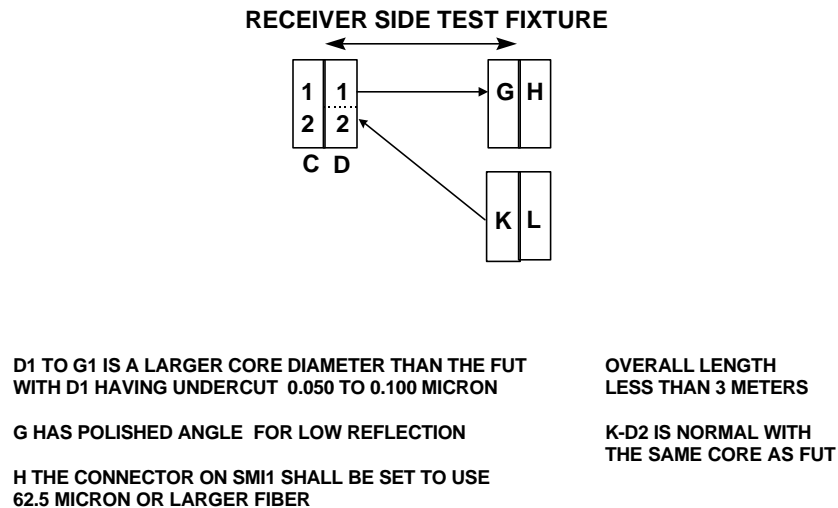 RECEIVER SIDE TEST FIXTURE
1 1 G H
2 2
C D
K L
D1 TO G1 IS A LARGER CORE DIAMETER THAN THE FUT
WITH D1 HAVING UNDERCUT 0.050 TO 0.100 MICRON
G HAS POLISHED ANGLE FOR LOW REFLECTION
H THE CONNECTOR ON SMI1 SHALL BE SET TO USE
62.5 MICRON OR LARGER FIBER
OVERALL LENGTH
LESS THAN 3 METERS
K-D2 IS NORMAL WITH
THE SAME CORE AS FUT